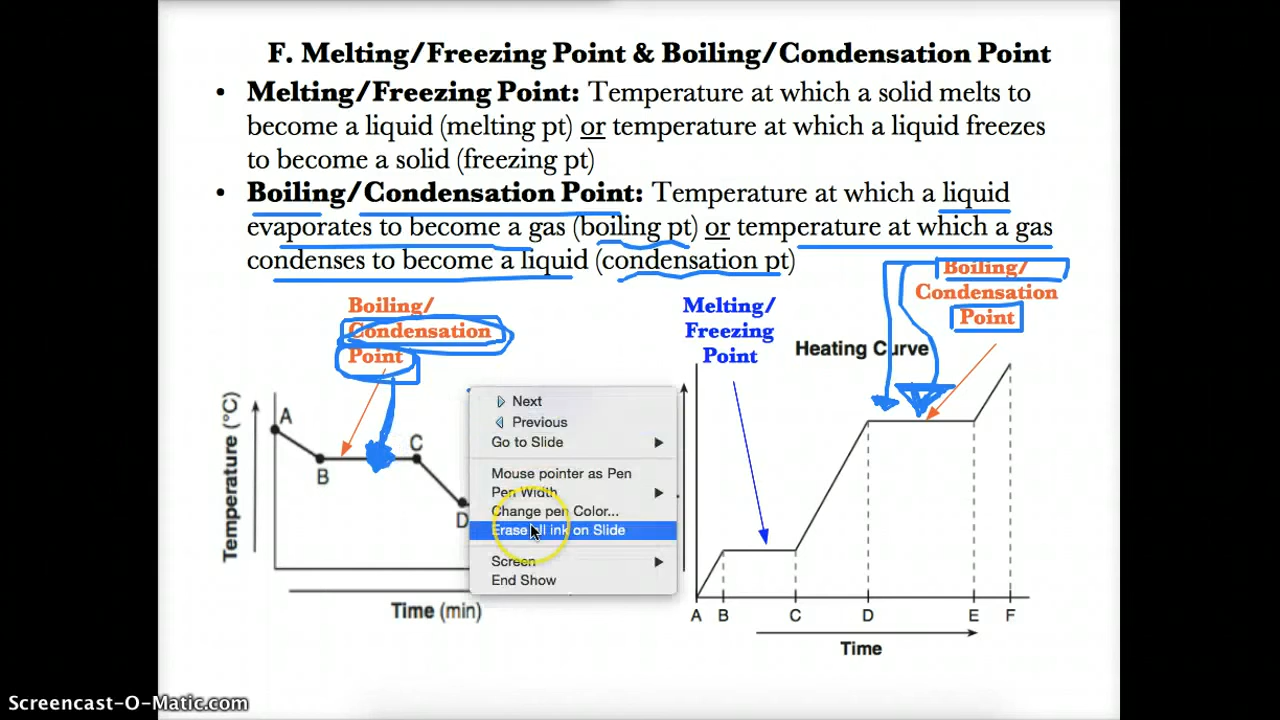 F. Melting/Freezing Point & Boiling/Condensation Point
• Melting/Freezing Point: Temperature at which a solid melts to
become a liquid (melting pt) or temperature at which a liquid freezes
to become a solid (freezing pt)
• Boiling/Condensation Point: Temperature at which a liquid
evaporates to become a gas (boiling pt) or temperature at which a gas
condenses to become a liquid (condensation pt)
Boiling/
Condensation
Point
Temperature (°C)
A
B
C
D
Time (min)
Next
Previous
Go to Slide
Mouse pointer as Pen
Pen Width
Change pen Color...
Erase all ink on Slide
Screen
End Show
Melting/
Freezing
Point
Boiling/
Condensation
Point
Heating Curve
A B C D E F
Time
Screencast-O-Matic.com